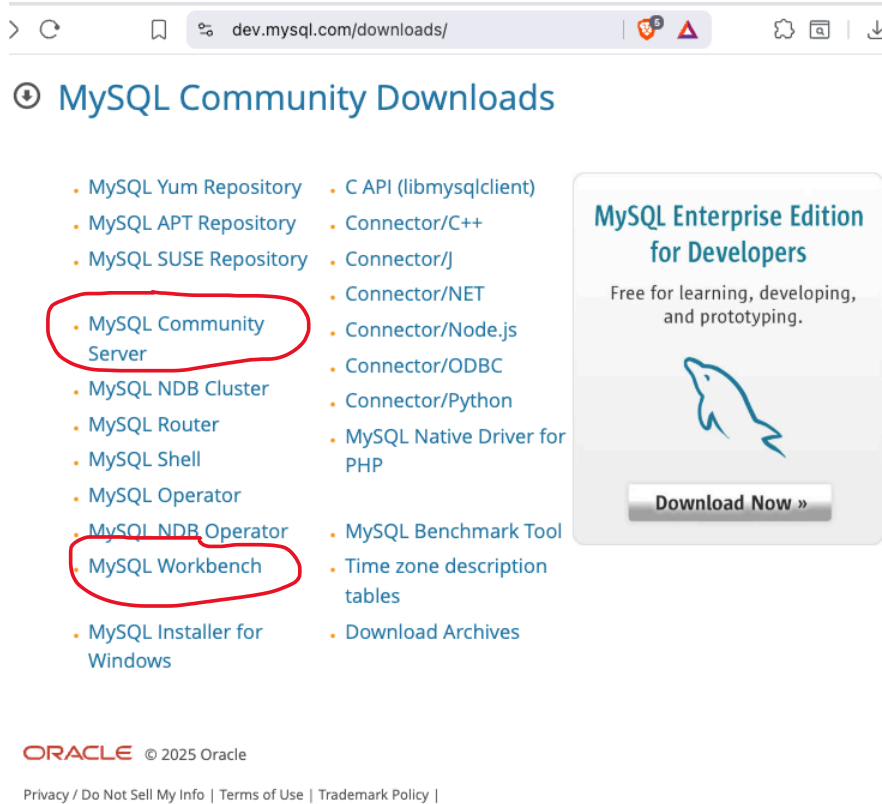 dev.mysql.com/downloads/
5
MySQL Community Downloads
MySQL Yum Repository
MySQL APT Repository
MySQL SUSE Repository
MySQL Community
Server
MySQL NDB Cluster
MySQL Router
MySQL Shell
MySQL Operator
MySQL NDB Operator
MySQL Workbench
MySQL Installer for
Windows
C API (libmysqlclient)
Connector/C++
Connector/J
Connector/NET
Connector/Node.js
Connector/ODBC
Connector/Python
MySQL Native Driver for
PHP
MySQL Benchmark Tool
Time zone description
tables
Download Archives
MySQL Enterprise Edition
for Developers
Free for learning, developing,
and prototyping.
Download Now »
ORACLE © 2025 Oracle
Privacy / Do Not Sell My Info | Terms of Use | Trademark Policy |